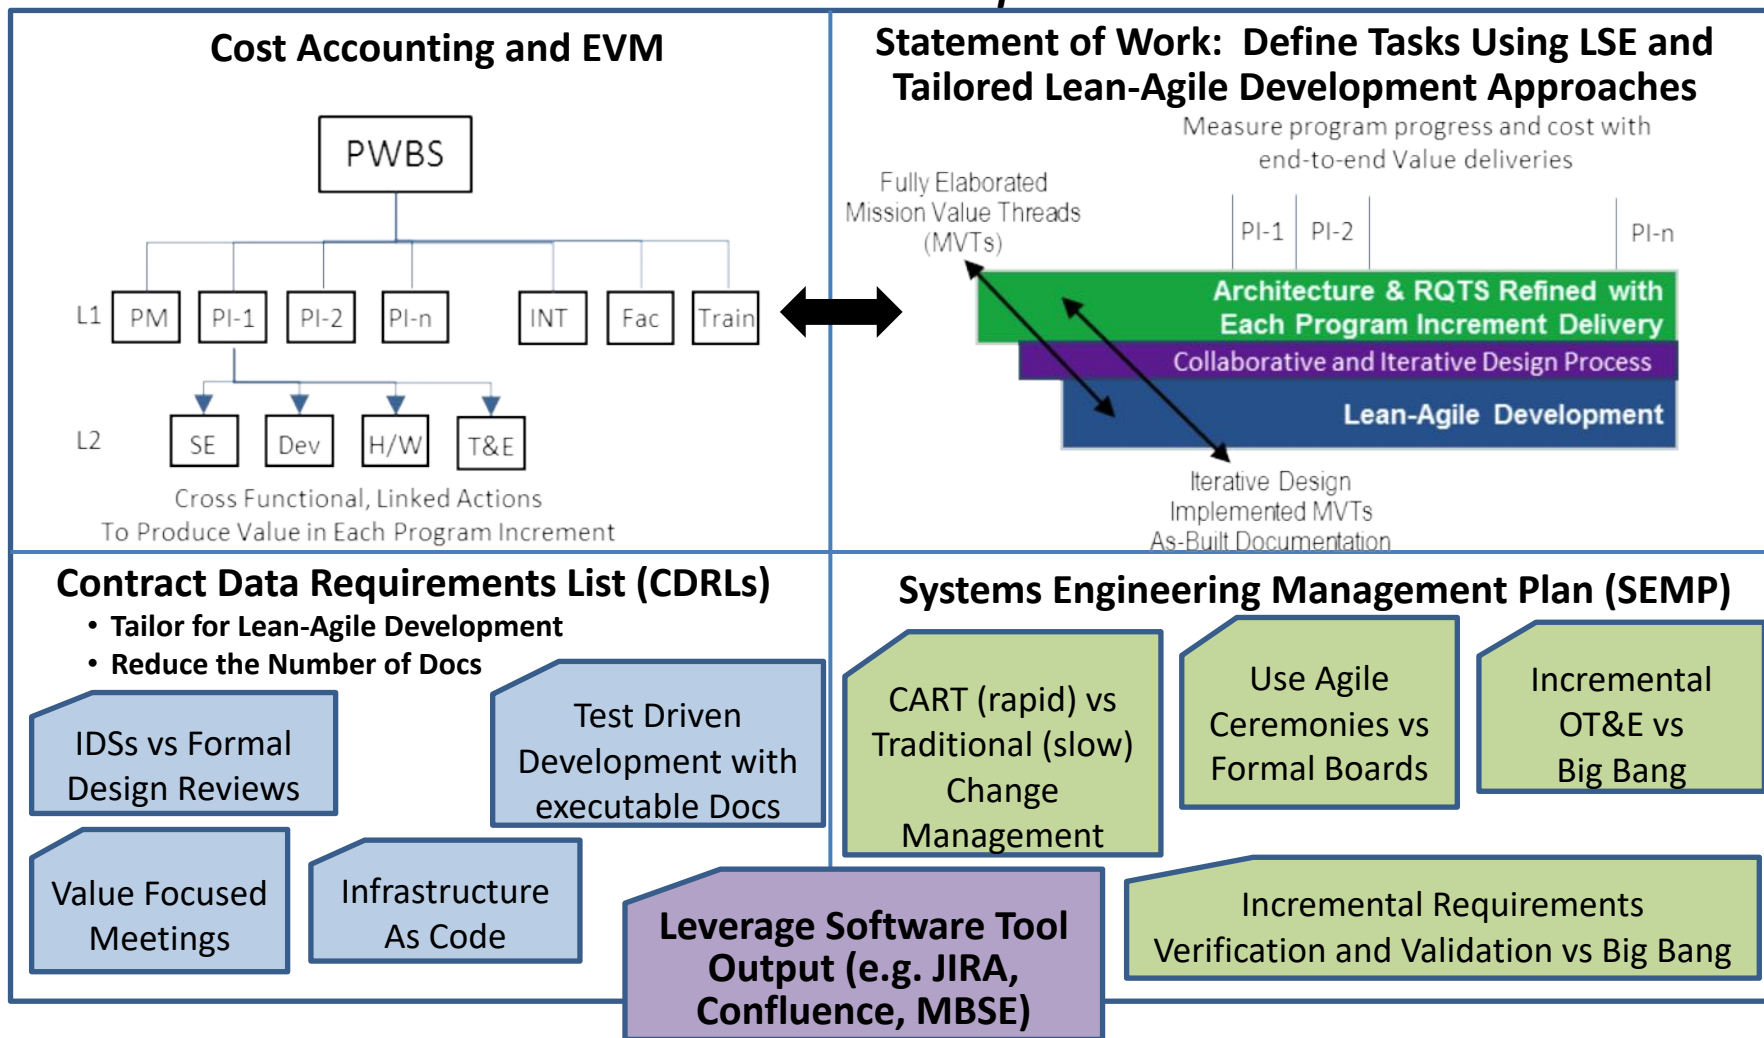 Cost Accounting and EVM
PWBS
L1
PM
PI-1
PI-2
PI-n
INT
Fac
Train
L2
SE
Dev
H/W
T&E
Cross Functional, Linked Actions
To Produce Value in Each Program Increment
Statement of Work: Define Tasks Using LSE and
Tailored Lean-Agile Development Approaches
Measure program progress and cost with
end-to-end Value deliveries
Fully Elaborated
Mission Value Threads
(MVTs)
PI-1
PI-2
PI-n
Architecture & RQTS Refined with
Each Program Increment Delivery
Collaborative and Iterative Design Process
Lean-Agile Development
Iterative Design
Implemented MVTs
As-Built Documentation
Contract Data Requirements List (CDRLs)
• Tailor for Lean-Agile Development
• Reduce the Number of Docs
IDSs vs Formal
Design Reviews
Test Driven
Development with
executable Docs
Value Focused
Meetings
Infrastructure
As Code
Systems Engineering Management Plan (SEMP)
CART (rapid) vs
Traditional (slow)
Change
Management
Use Agile
Ceremonies vs
Formal Boards
Incremental
OT&E vs
Big Bang
Incremental Requirements
Verification and Validation vs Big Bang
Leverage Software Tool
Output (e.g. JIRA,
Confluence, MBSE)